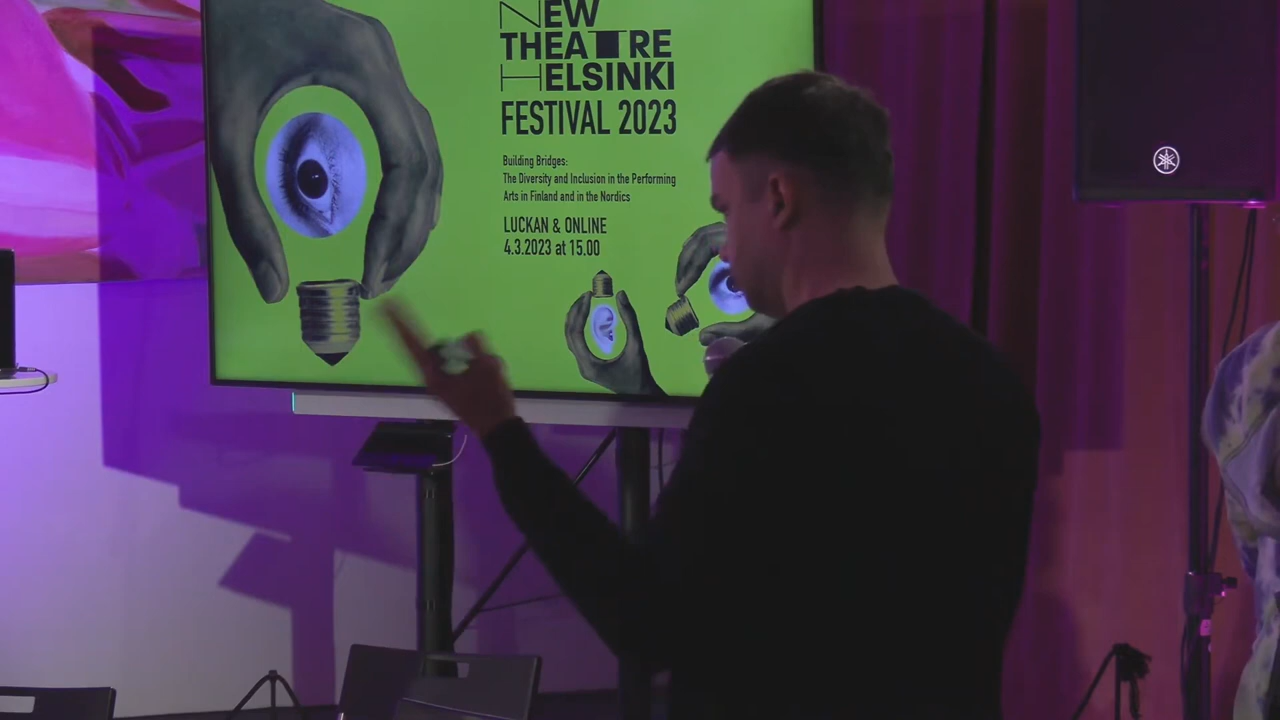 NEW
THEATRE
HELSINKI
FESTIVAL 2023
Building Bridges:
The Diversity and Inclusion in the Performing
Arts in Finland and in the Nordics
LUCKAN & ONLINE
4.3.2023 at 15.00